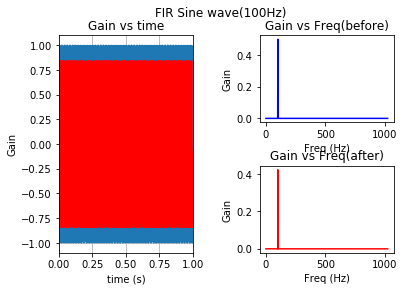 FIR Sine wave(100Hz)
Gain vs time
1.00
0.75
0.50
0.25
0.00
−0.25
−0.50
−0.75
−1.00
Gain
0.00 0.25 0.50 0.75 1.00
time (s)
Gain vs Freq(before)
0.4
0.2
0.0
Gain
0 500 1000
Freq (Hz)
Gain vs Freq(after)
0.4
0.2
0.0
Gain
0 500 1000
Freq (Hz)